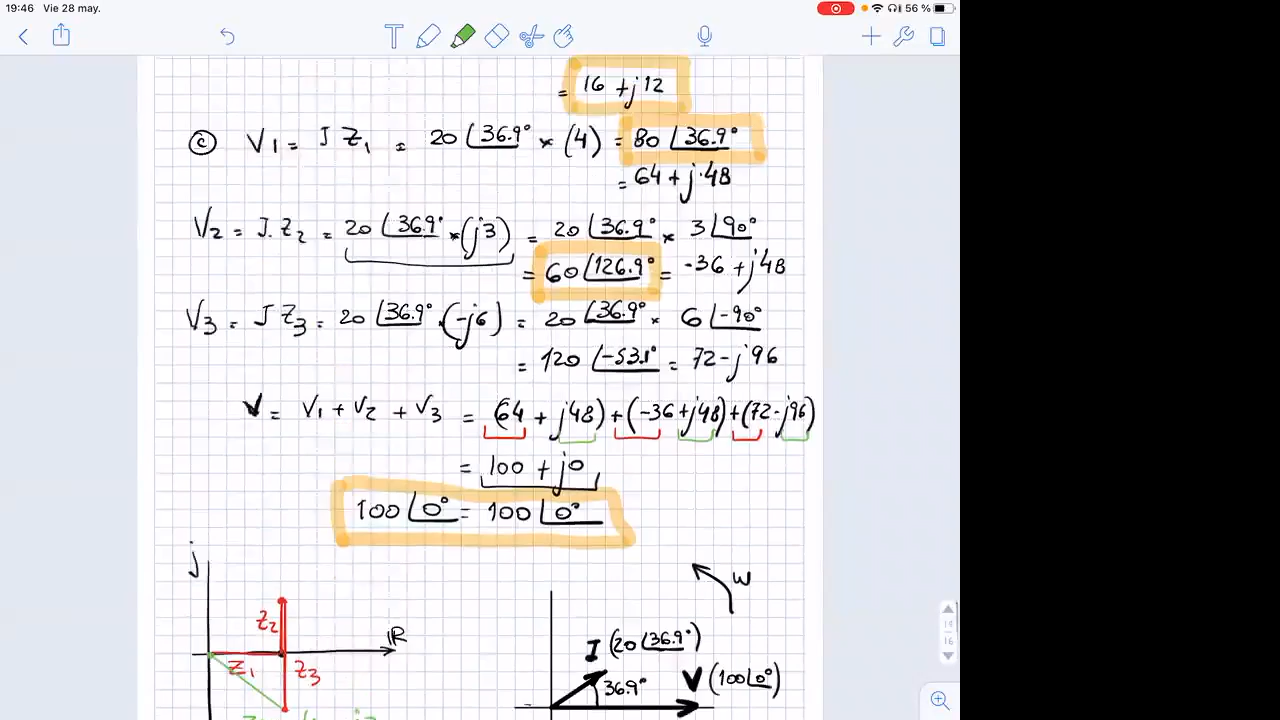 19:46 Vie 28 may.
56 %
= 16 + j12
c V1 = I Z1 = 20 ∠36.9° × (4) = 80 ∠36.9°
= 64 + j48
V2 = I. Z2 = 20 ∠36.9° × (j3) = 20 ∠36.9° × 3 ∠90°
= 60 ∠126.9° = -36 + j48
V3 = I Z3 = 20 ∠36.9° · (-j6) = 20 ∠36.9° × 6 ∠-90°
= 120 ∠-53.1° = 72 - j96
V = V1 + V2 + V3 = (64 + j48) + (-36 + j48) + (72 - j96)
= 100 + j0
100 ∠0° = 100 ∠0°
j
w
Z2
R
I (20 ∠36.9°)
Z1
Z3
36.9°
V (100 ∠0°)